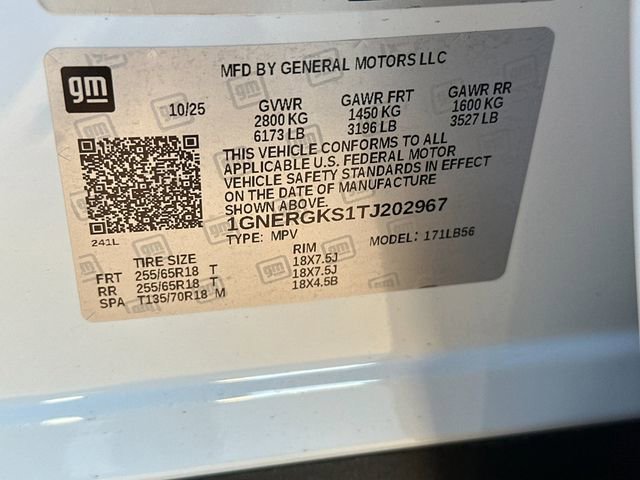 gm
MFD BY GENERAL MOTORS LLC
10/25 GVWR GAWR FRT GAWR RR
2800 KG 1450 KG 1600 KG
6173 LB 3196 LB 3527 LB
THIS VEHICLE CONFORMS TO ALL
APPLICABLE U.S. FEDERAL MOTOR
VEHICLE SAFETY STANDARDS IN EFFECT
ON THE DATE OF MANUFACTURE
SHOWN ABOVE.
1GNERGKS1TJ202967
241L TYPE: MPV MODEL: 171LB56
TIRE SIZE RIM
FRT 255/65R18 T 18X7.5J
RR 255/65R18 T 18X7.5J
SPA T135/70R18 M 18X4.5B